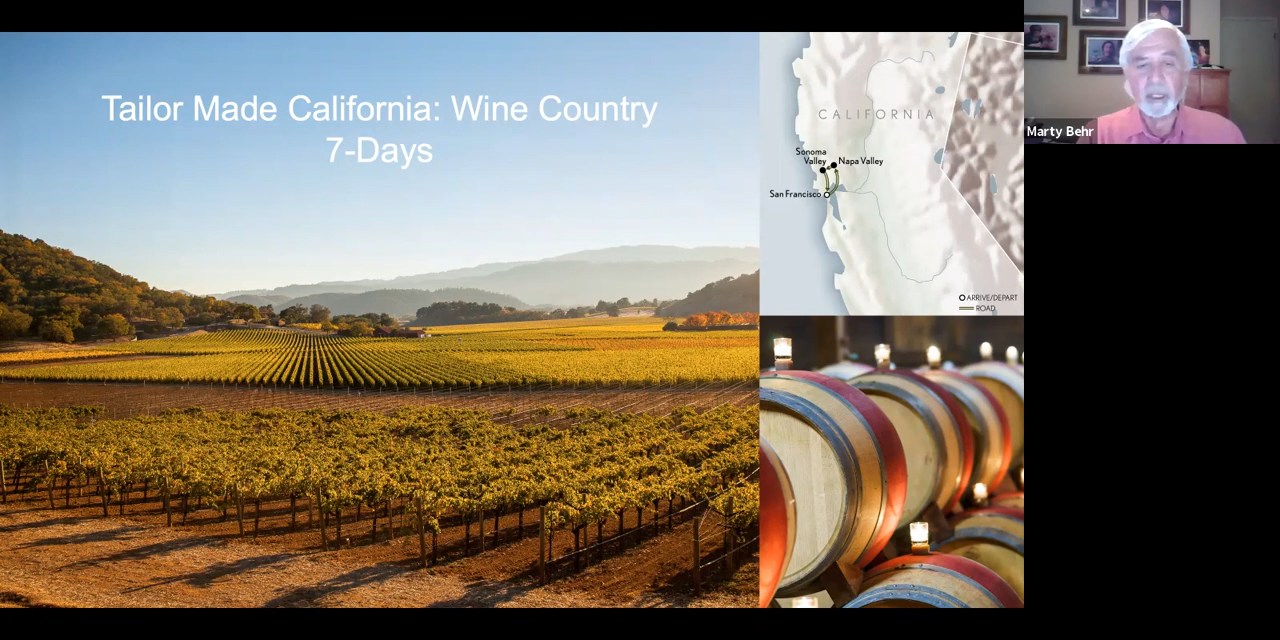 Tailor Made California: Wine Country
7-Days
CALIFORNIA
Sonoma
Valley
Napa Valley
San Francisco
ARRIVE/DEPART
ROAD
Marty Behr